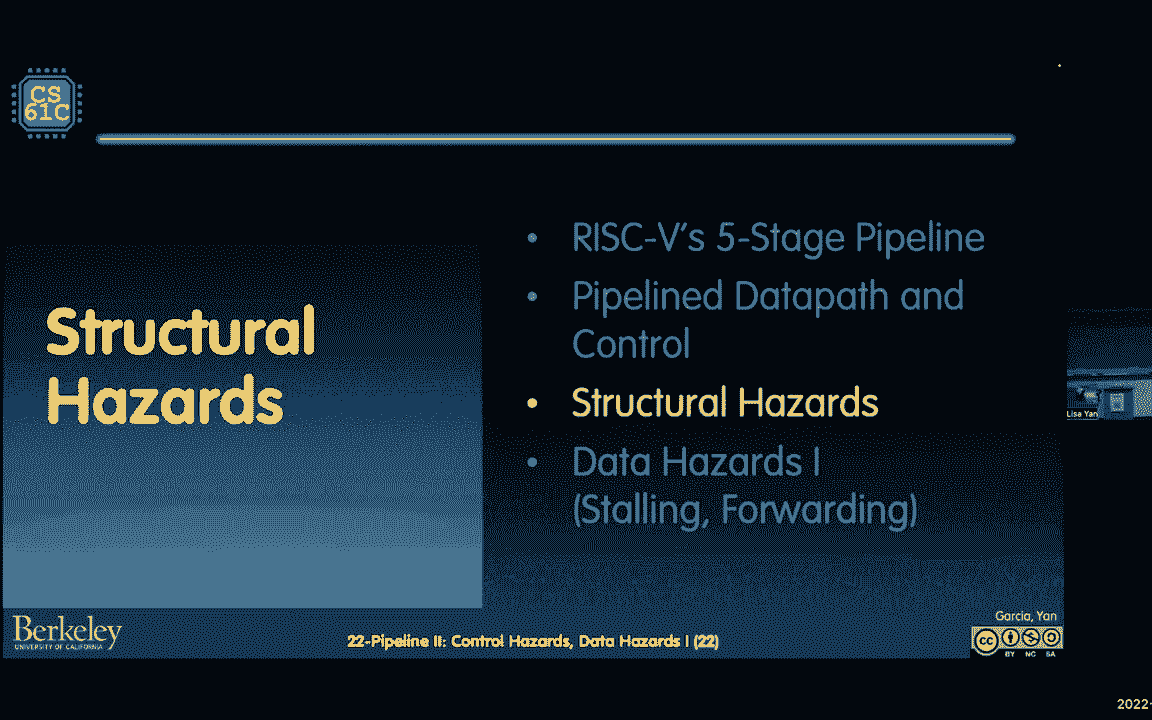 CS
61C
RISC-V's 5-Stage Pipeline
Pipelined Datapath and
Control
Structural Hazards
Data Hazards I
(Stalling, Forwarding)
Structural
Hazards
Lisa Yan
Garcia, Yan
Berkeley
UNIVERSITY OF CALIFORNIA
22-Pipeline II: Control Hazards, Data Hazards I (22)
cc
BY NC SA
2022-